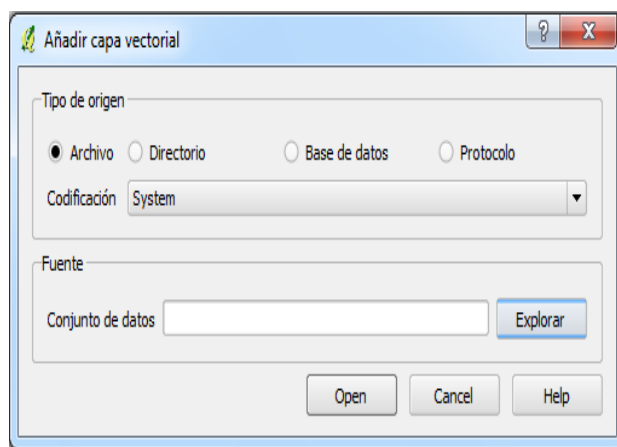 Añadir capa vectorial
Tipo de origen
Archivo Directorio Base de datos Protocolo
Codificación System
Fuente
Conjunto de datos Explorar
Open Cancel Help